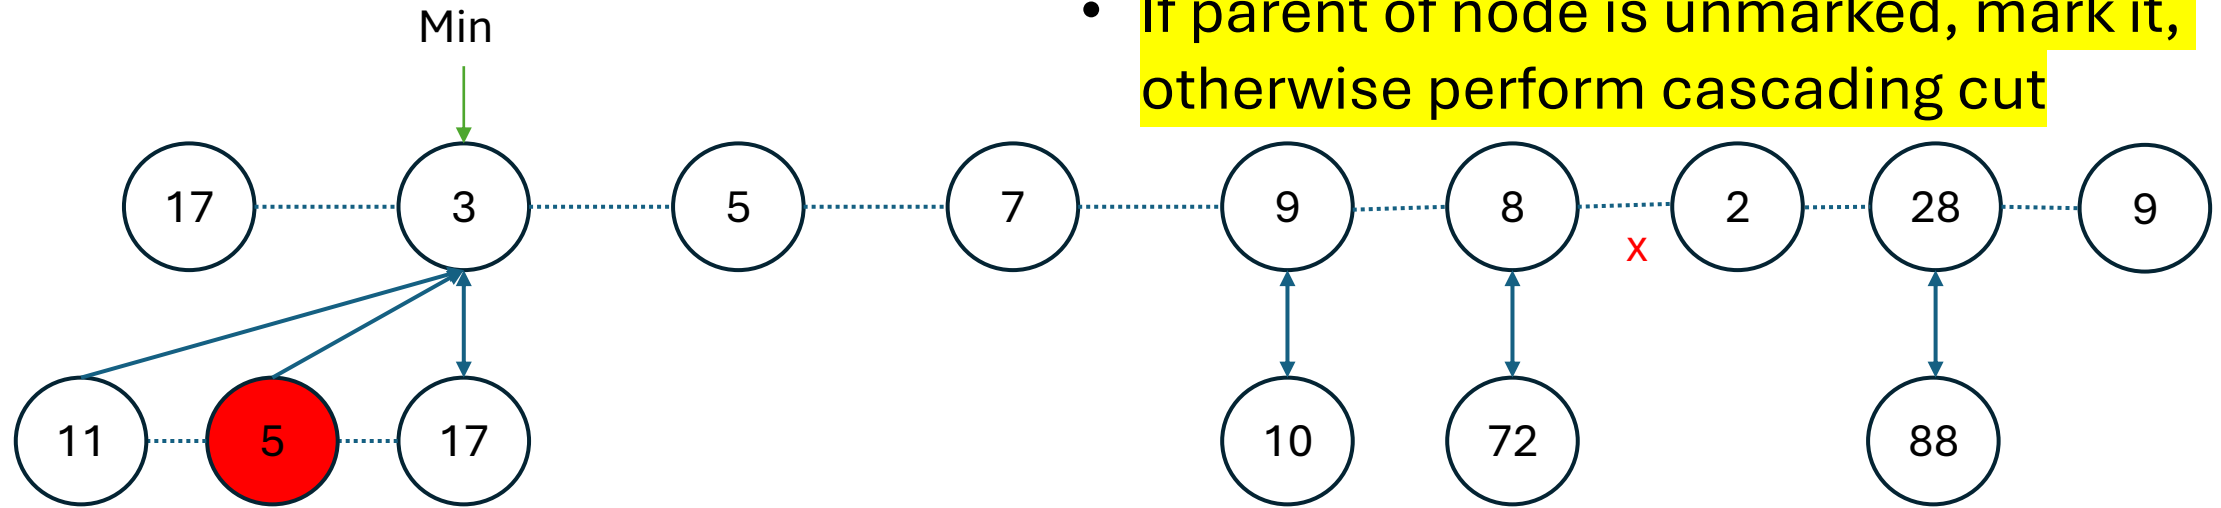 Min
• If parent of node is unmarked, mark it,
otherwise perform cascading cut
17 3 5 7 9 8 2 28 9
x
11 5 17 10 72 88